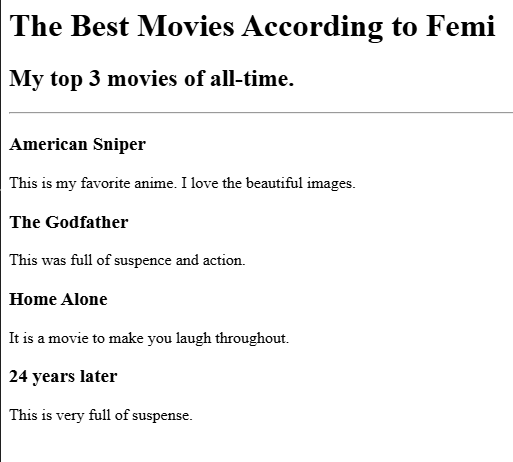 The Best Movies According to Femi
My top 3 movies of all-time.
American Sniper
This is my favorite anime. I love the beautiful images.
The Godfather
This was full of suspence and action.
Home Alone
It is a movie to make you laugh throughout.
24 years later
This is very full of suspense.